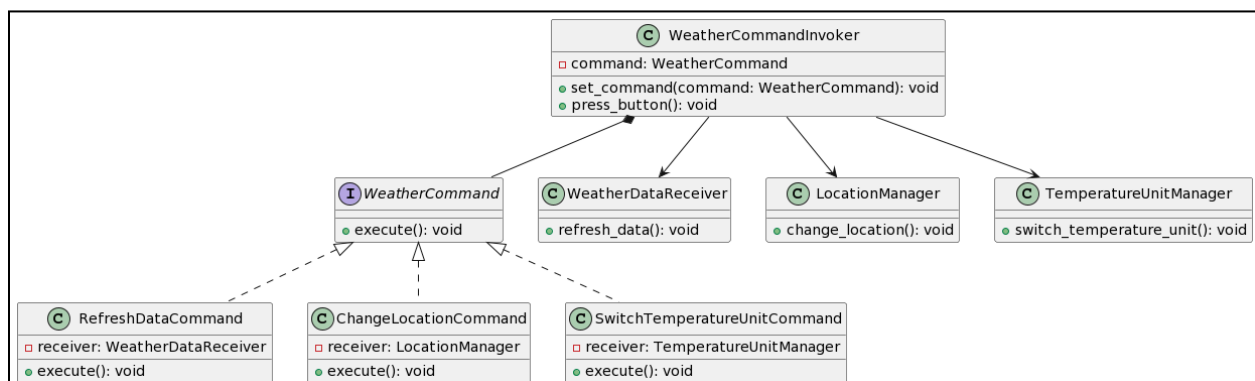 C WeatherCommandInvoker
command: WeatherCommand
set_command(command: WeatherCommand): void
press_button(): void
I WeatherCommand
execute(): void
C WeatherDataReceiver
refresh_data(): void
C LocationManager
change_location(): void
C TemperatureUnitManager
switch_temperature_unit(): void
C RefreshDataCommand
receiver: WeatherDataReceiver
execute(): void
C ChangeLocationCommand
receiver: LocationManager
execute(): void
C SwitchTemperatureUnitCommand
receiver: TemperatureUnitManager
execute(): void